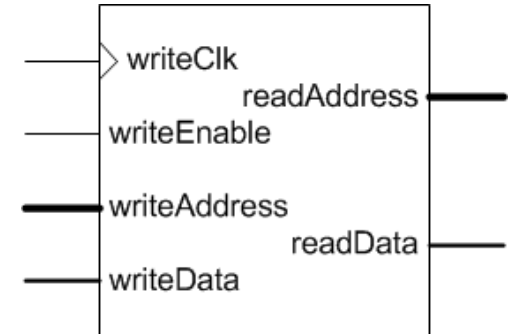 writeClk
readAddress
writeEnable
writeAddress
readData
writeData